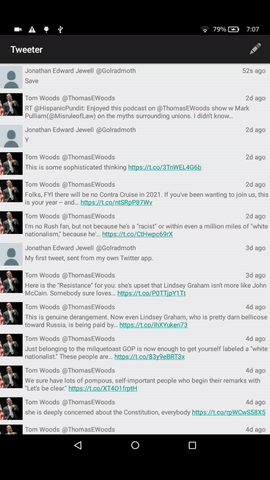 79% 7:07
Tweeter
Jonathan Edward Jewell @Golradmoth 52s ago
Save
Tom Woods @ThomasEWoods 2d ago
RT @HispanicPundit: Enjoyed this podcast on @ThomasEWoods show w Mark
Pulliam(@MisruleofLaw) on the myths surrounding unions. I didn't know…
Jonathan Edward Jewell @Golradmoth 2d ago
Y
Tom Woods @ThomasEWoods 2d ago
This is some sophisticated thinking https://t.co/3TnWEL4G6b
Tom Woods @ThomasEWoods 2d ago
Folks, FYI there will be no Contra Cruise in 2021. If you've been wanting to join us, this
is your year -- and… https://t.co/ntSRpP87Wv
Tom Woods @ThomasEWoods 2d ago
I'm no Rush fan, but not because he's a "racist" or within even a million miles of "white
nationalism," because he'… https://t.co/CtHwpc69rX
Jonathan Edward Jewell @Golradmoth 3d ago
My first tweet, sent from my own Twitter app.
Tom Woods @ThomasEWoods 3d ago
Here is the "Resistance" for you: she's upset that Lindsey Graham isn't more like John
McCain. Somebody sure loves… https://t.co/P0TTjpY1Tt
Tom Woods @ThomasEWoods 4d ago
This is genuine derangement. Now even Lindsey Graham, who is pretty darn bellicose
toward Russia, is being paid by… https://t.co/lhXYuken73
Tom Woods @ThomasEWoods 4d ago
Just belonging to the milquetoast GOP is now enough to get yourself labeled a "white
nationalist." These people are… https://t.co/83y9eBRT3x
Tom Woods @ThomasEWoods 4d ago
We sure have lots of pompous, self-important people who begin their remarks with
"Let's be clear." https://t.co/XT401frptH
Tom Woods @ThomasEWoods 4d ago
she is deeply concerned about the Constitution, everybody https://t.co/rpWCwS58X5
Tom Woods @ThomasEWoods 4d ago